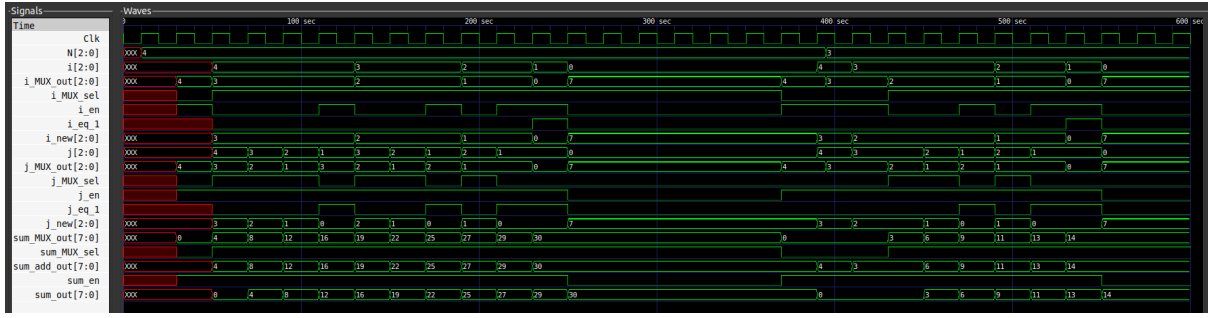 Signals Waves
Time 100 sec 200 sec 300 sec 400 sec 500 sec 600 sec
Clk
N[2:0] XXX 4 3
i[2:0] XXX 4 3 2 1 0 4 3 2 1 0
i_MUX_out[2:0] XXX 4 3 2 1 0 7 4 3 2 1 0 7
i_MUX_sel
i_en
i_eq_1
i_new[2:0] XXX 3 2 1 0 7 3 2 1 0 7
j[2:0] XXX 4 3 2 1 3 2 1 2 1 0 4 3 2 1 2 1 0
j_MUX_out[2:0] XXX 4 3 2 1 3 2 1 2 1 0 7 4 3 2 1 2 1 0 7
j_MUX_sel
j_en
j_eq_1
j_new[2:0] XXX 3 2 1 0 2 1 0 1 0 7 3 2 1 0 1 0 7
sum_MUX_out[7:0] XXX 0 4 8 12 16 19 22 25 27 29 30 0 3 6 9 11 13 14
sum_MUX_sel
sum_add_out[7:0] XXX 4 8 12 16 19 22 25 27 29 30 4 3 6 9 11 13 14
sum_en
sum_out[7:0] XXX 0 4 8 12 16 19 22 25 27 29 30 0 3 6 9 11 13 14